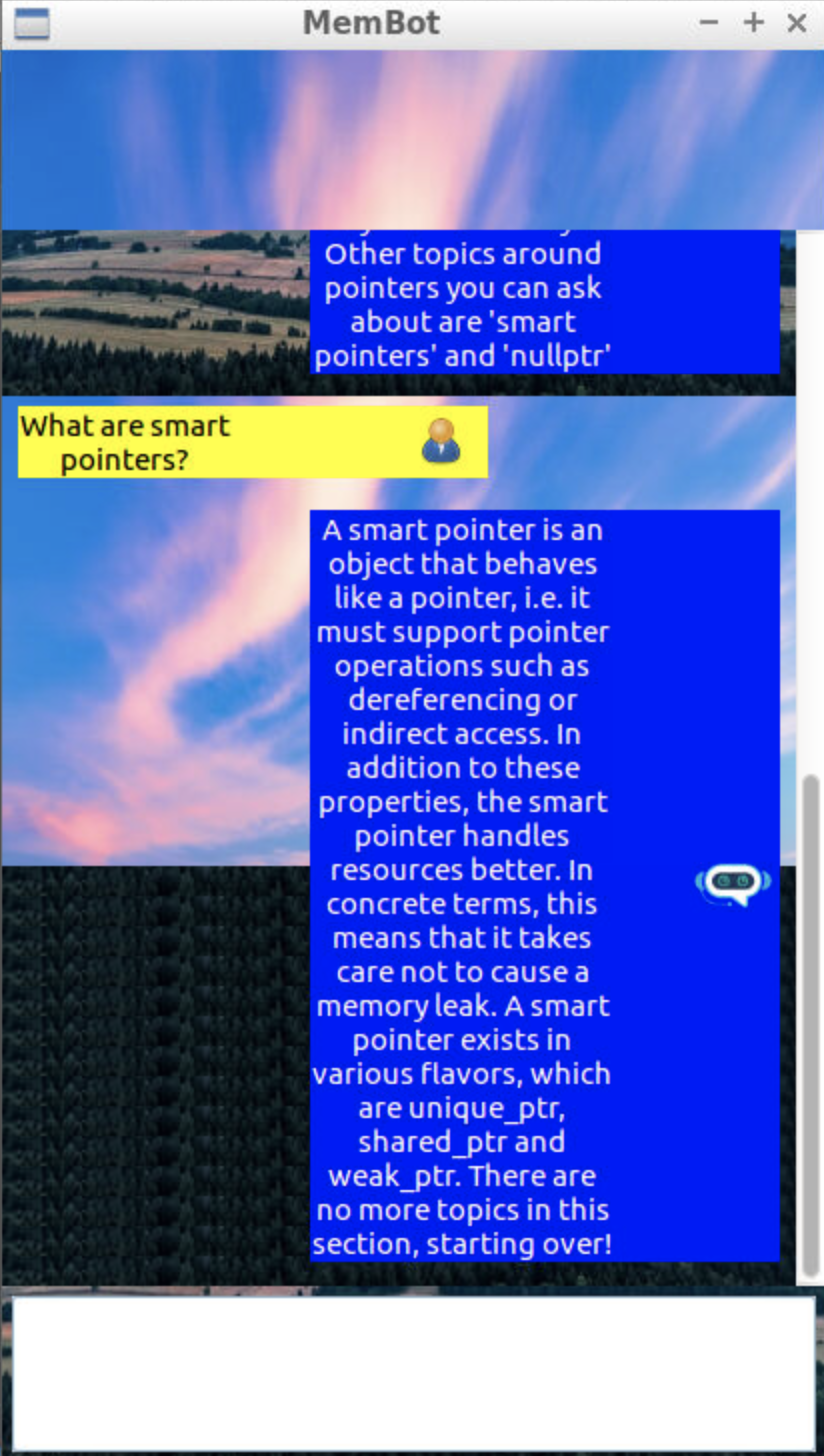 MemBot
Other topics around
pointers you can ask
about are 'smart
pointers' and 'nullptr'
What are smart
pointers?
A smart pointer is an
object that behaves
like a pointer, i.e. it
must support pointer
operations such as
dereferencing or
indirect access. In
addition to these
properties, the smart
pointer handles
resources better. In
concrete terms, this
means that it takes
care not to cause a
memory leak. A smart
pointer exists in
various flavors, which
are unique_ptr,
shared_ptr and
weak_ptr. There are
no more topics in this
section, starting over!